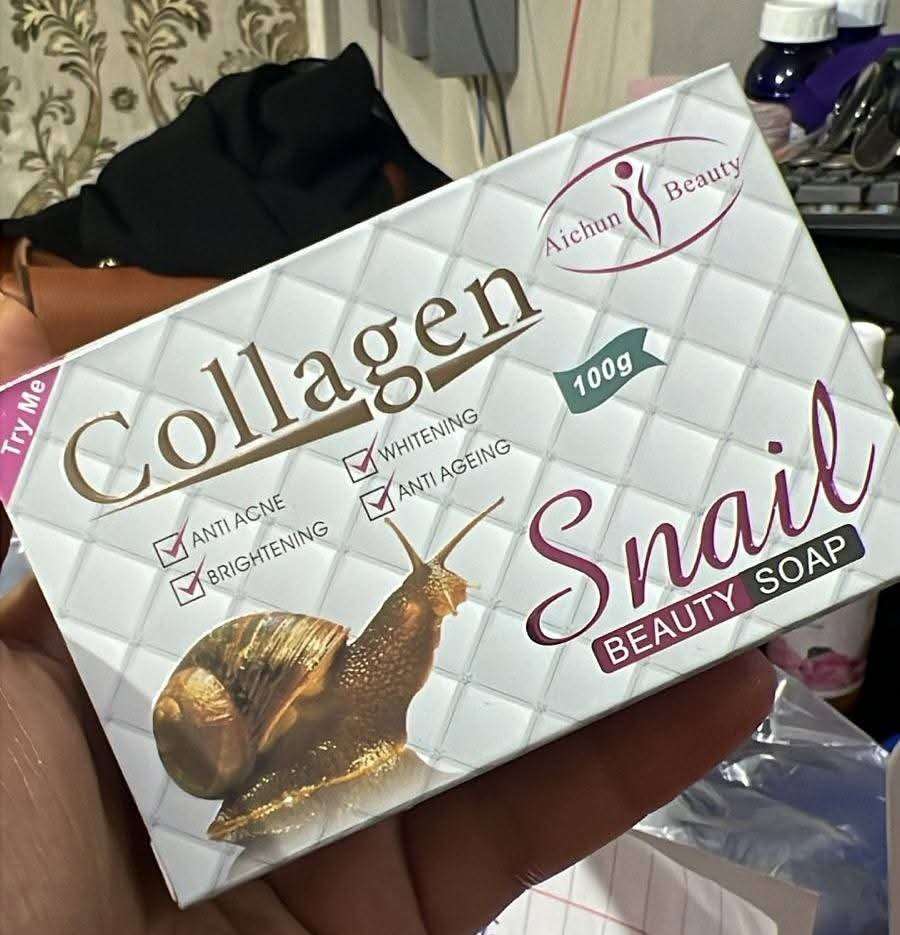 Aichun Beauty
Try Me
Collagen
100g
WHITENING
ANTI ACNE
ANTI AGEING
BRIGHTENING
Snail
BEAUTY SOAP